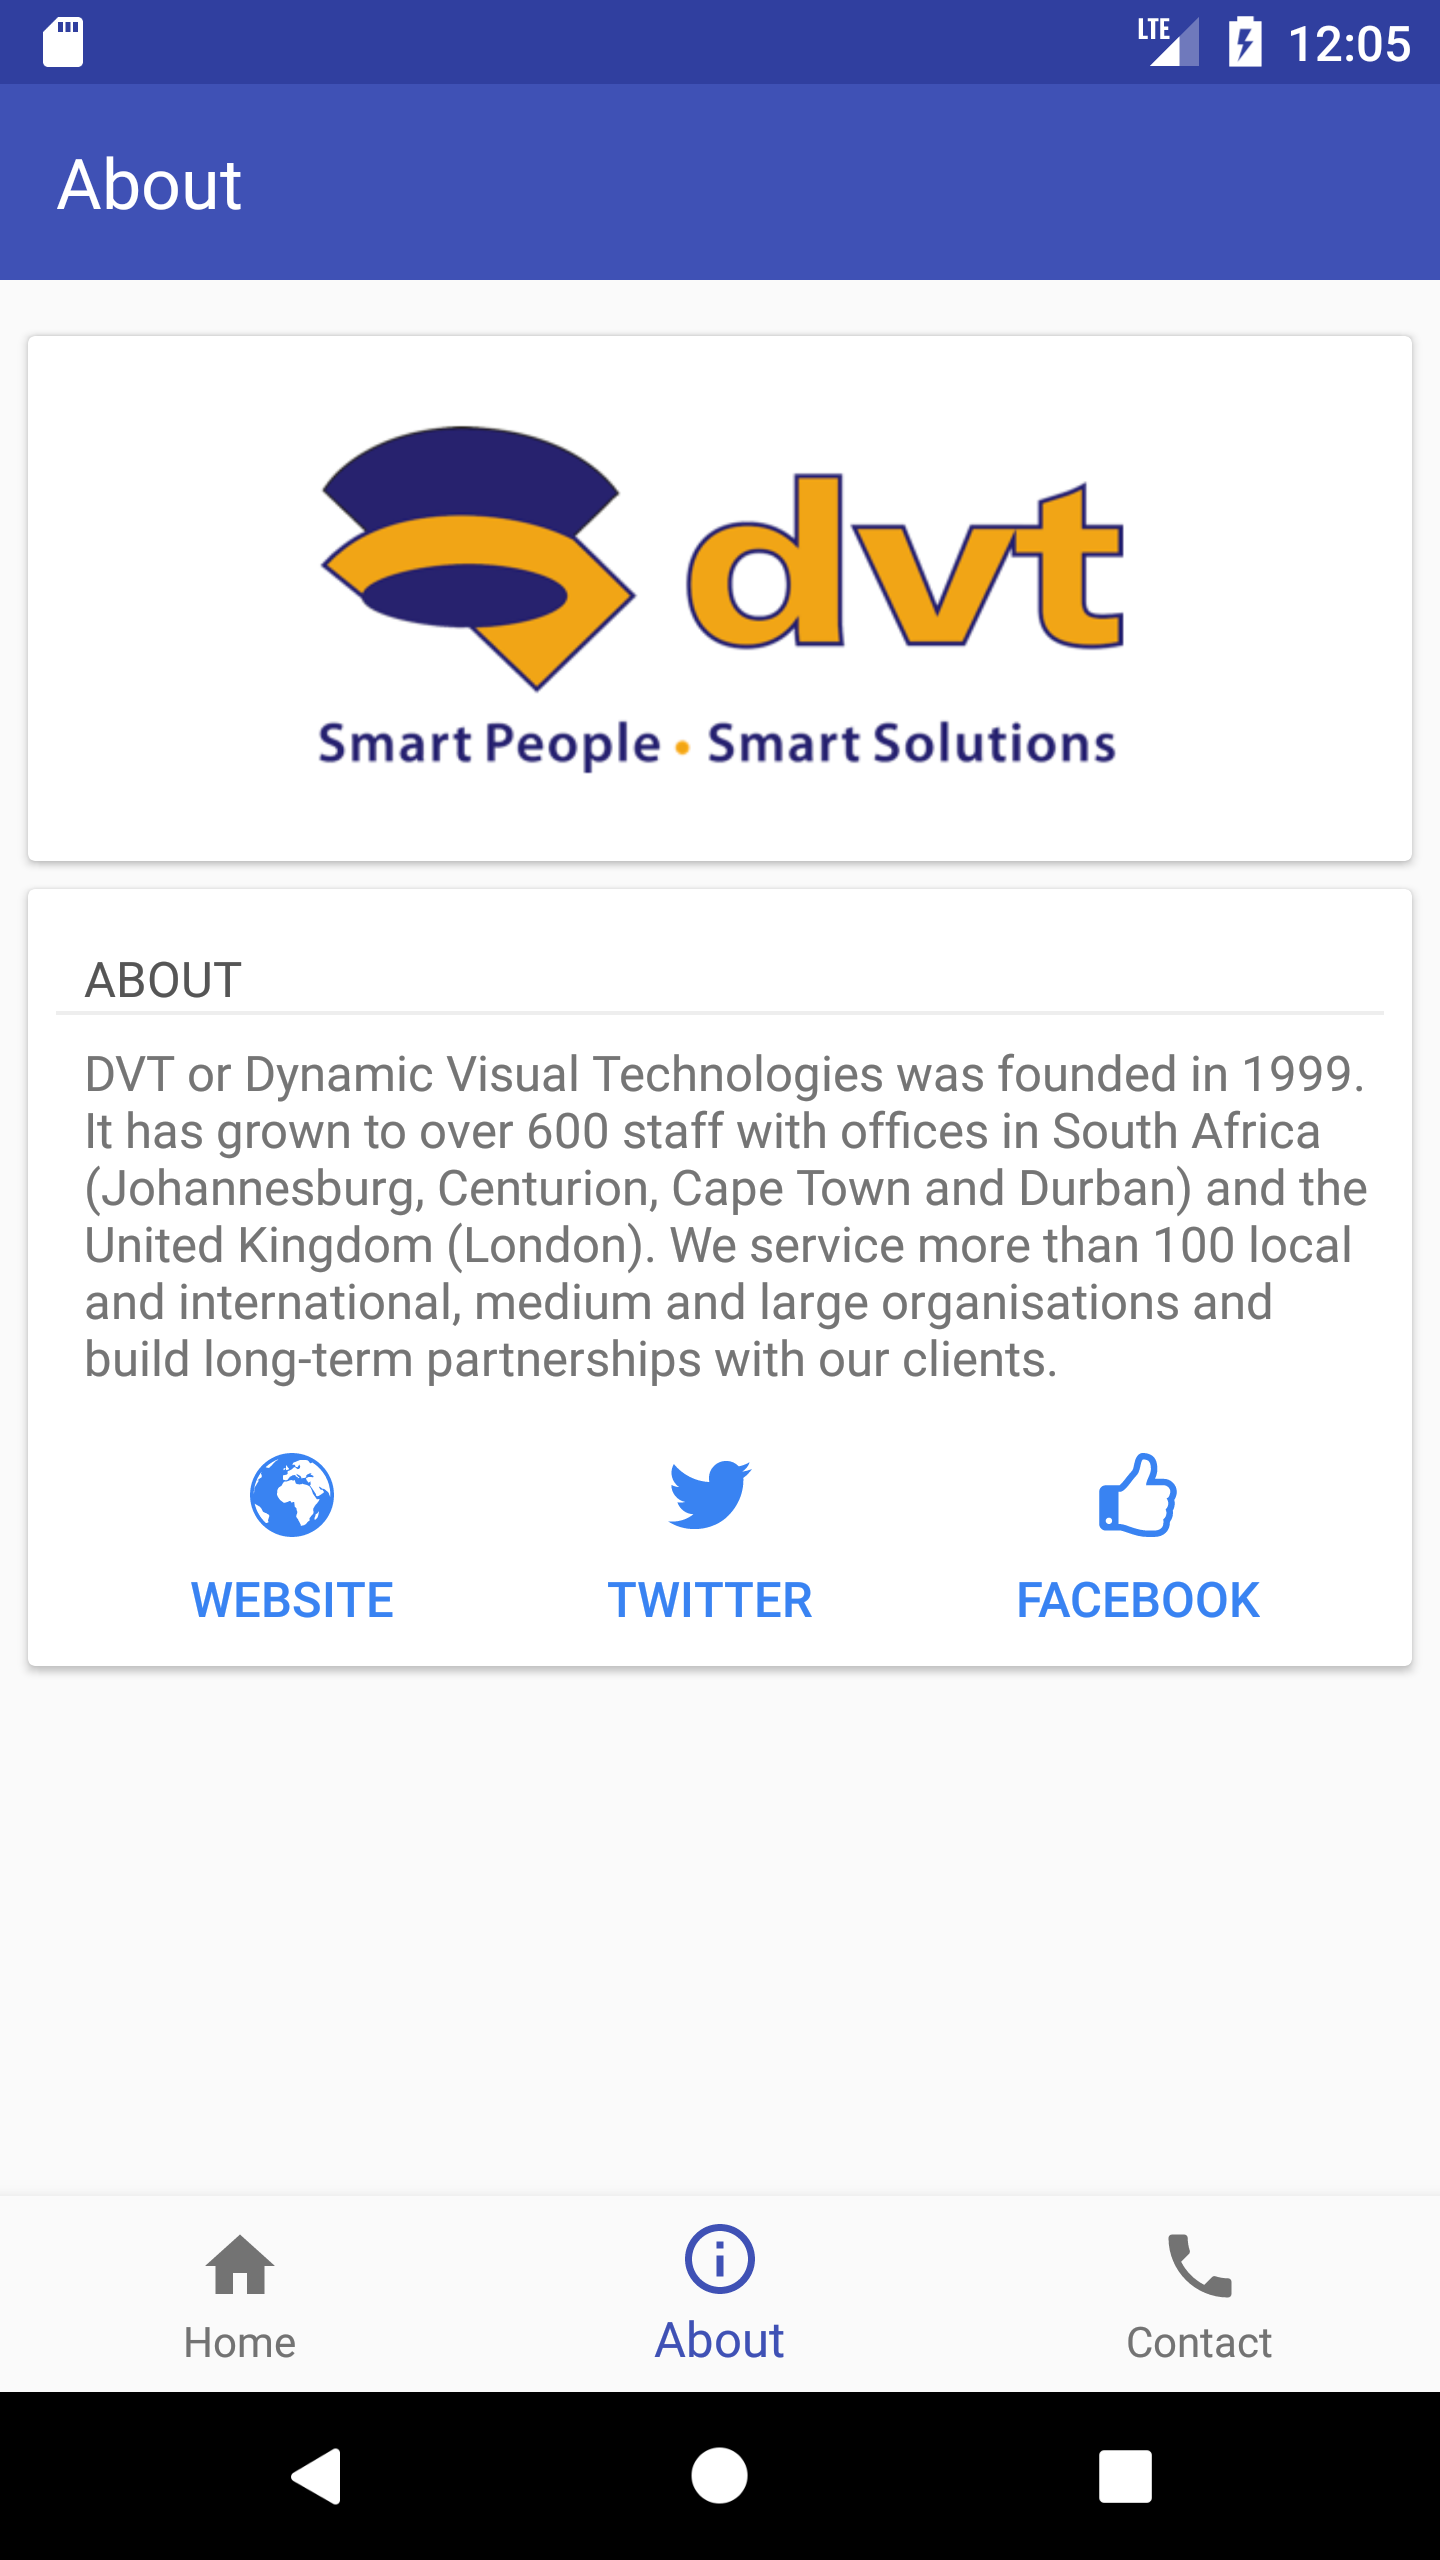 LTE 12:05
About
dvt
Smart People • Smart Solutions
ABOUT
DVT or Dynamic Visual Technologies was founded in 1999.
It has grown to over 600 staff with offices in South Africa
(Johannesburg, Centurion, Cape Town and Durban) and the
United Kingdom (London). We service more than 100 local
and international, medium and large organisations and
build long-term partnerships with our clients.
WEBSITE TWITTER FACEBOOK
Home About Contact